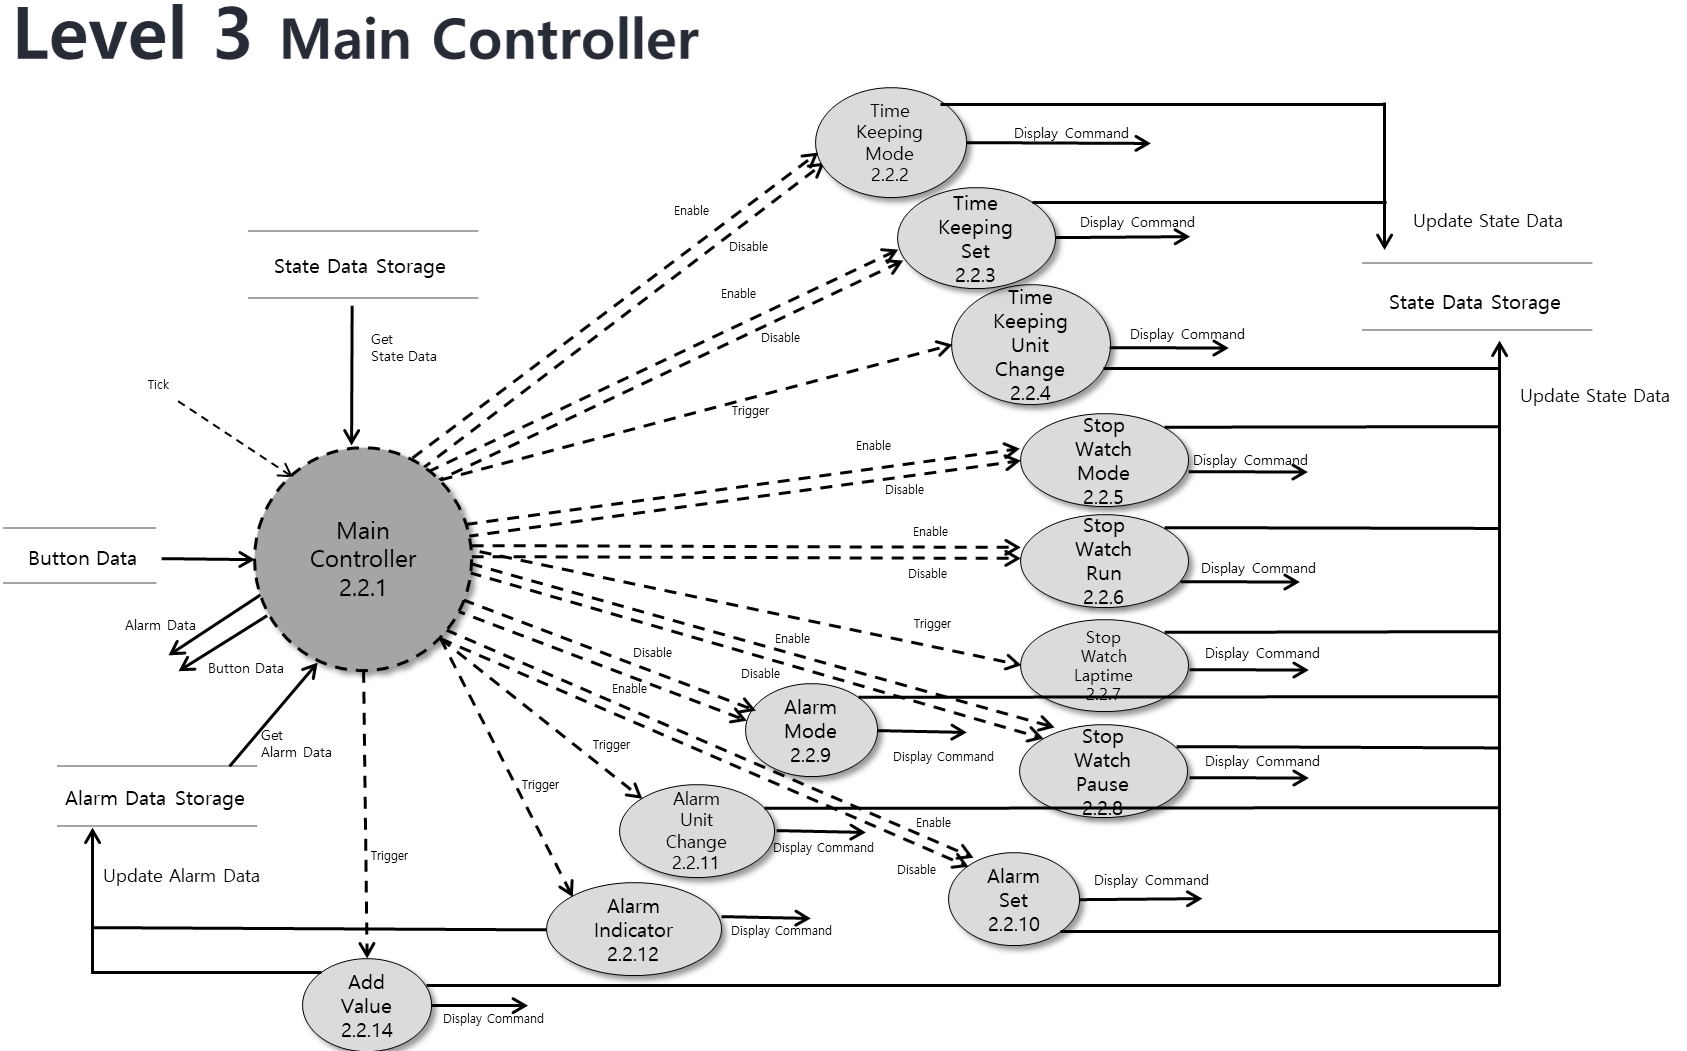 Level 3 Main Controller
Time
Keeping
Mode
2.2.2
Display Command
Enable
Disable
Time
Keeping
Set
2.2.3
Display Command
Update State Data
State Data Storage
Enable
Disable
Time
Keeping
Unit
Change
2.2.4
Display Command
State Data Storage
Get
State Data
Tick
Trigger
Update State Data
Stop
Watch
Mode
2.2.5
Enable
Disable
Display Command
Main
Controller
2.2.1
Button Data
Enable
Disable
Stop
Watch
Run
2.2.6
Display Command
Alarm Data
Button Data
Trigger
Stop
Watch
Laptime
2.2.7
Display Command
Enable
Disable
Disable
Enable
Alarm
Mode
2.2.9
Display Command
Stop
Watch
Pause
2.2.8
Display Command
Get
Alarm Data
Alarm Data Storage
Trigger
Trigger
Alarm
Unit
Change
2.2.11
Display Command
Enable
Disable
Trigger
Update Alarm Data
Alarm
Set
2.2.10
Display Command
Alarm
Indicator
2.2.12
Display Command
Add
Value
2.2.14
Display Command